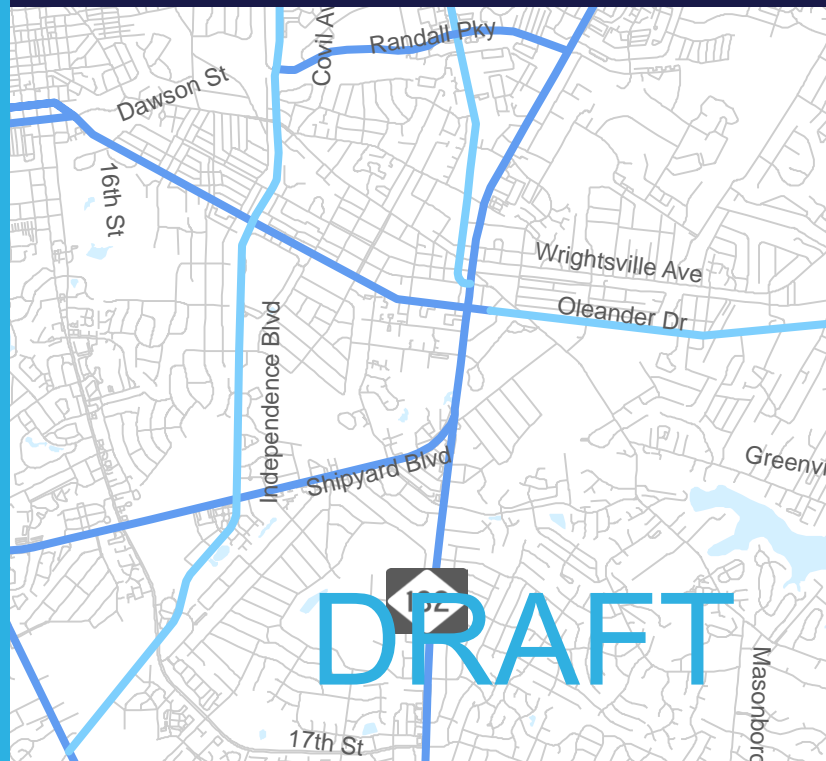 Covil Av
Randall Pky
Dawson St
16th St
Wrightsville Ave
Oleander Dr
Independence Blvd
Shipyard Blvd
Greenvi
132
DRAFT
Masonboro
17th St